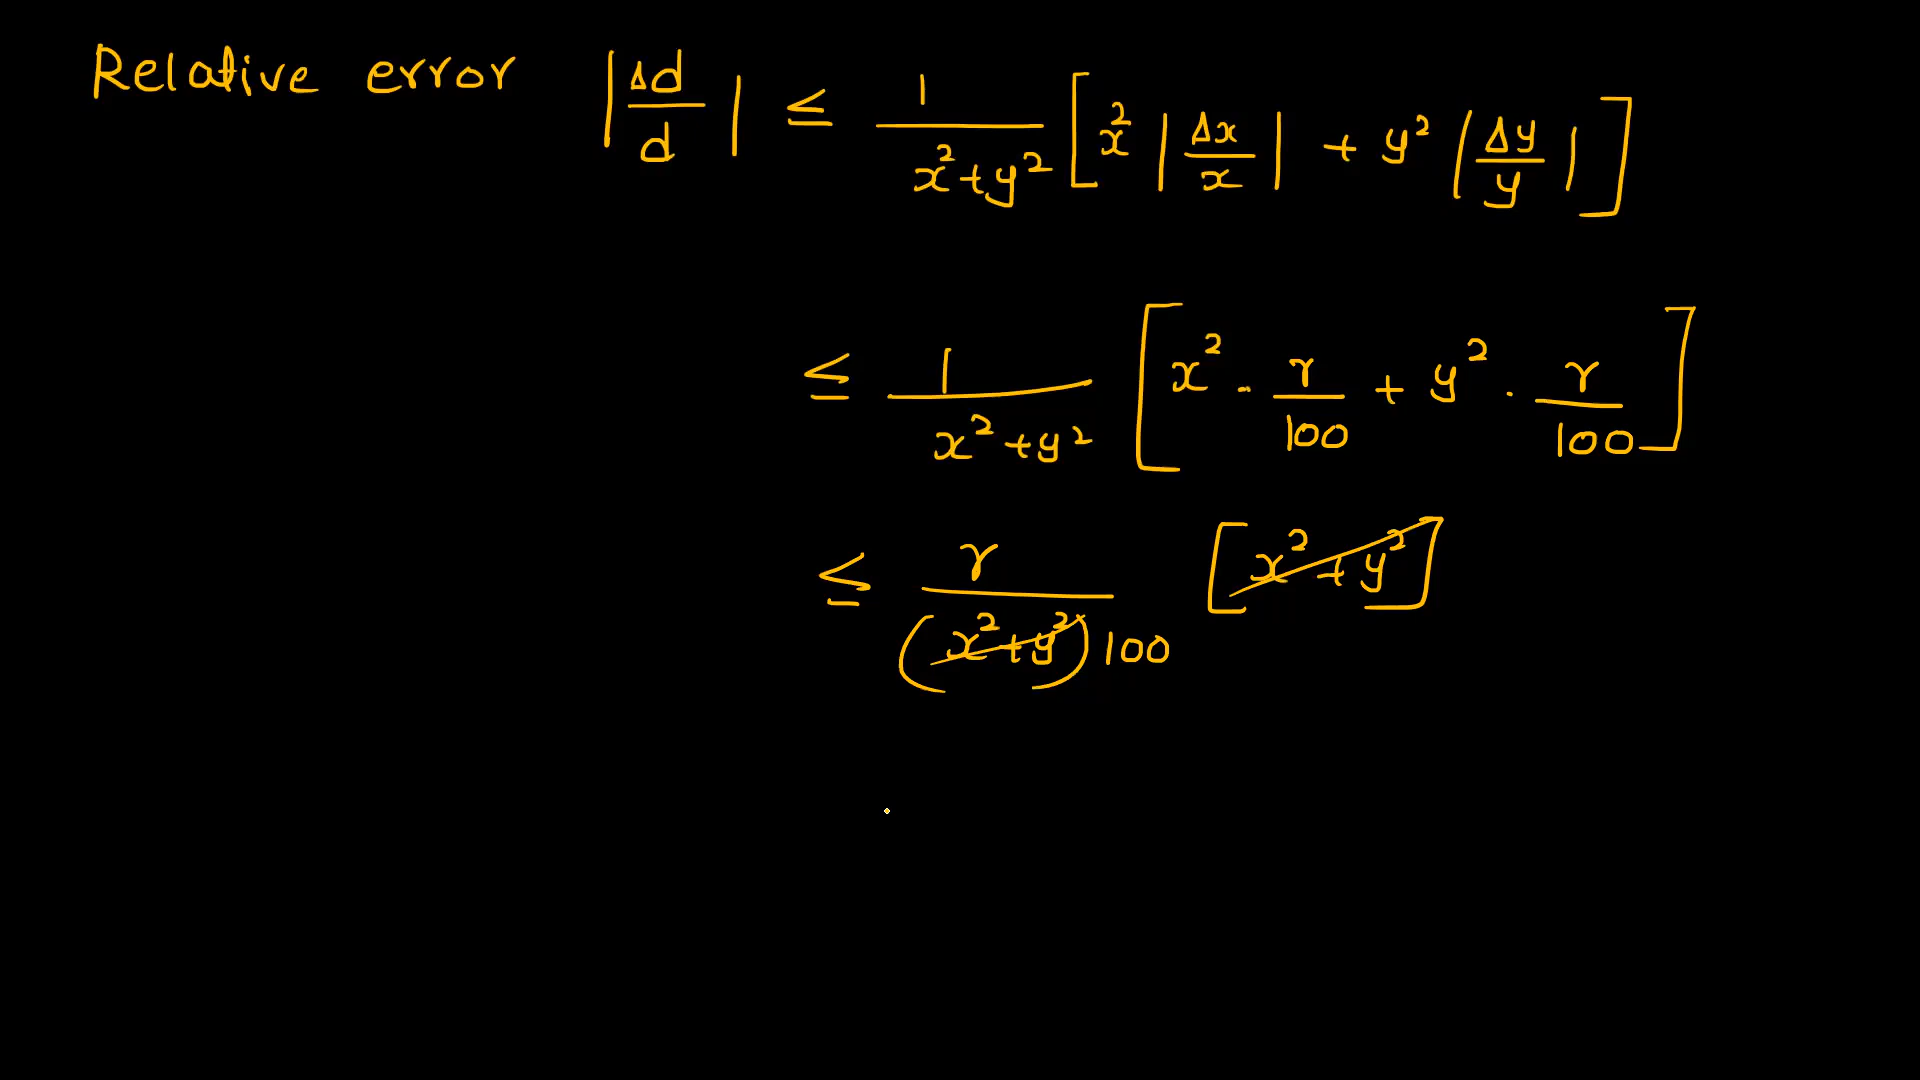 Relative error |Δd/d| ≤ 1/(x²+y²) [x² |Δx/x| + y² |Δy/y|]
≤ 1/(x²+y²) [x² · r/100 + y² · r/100]
≤ r/((x²+y²)100) [x²+y²]